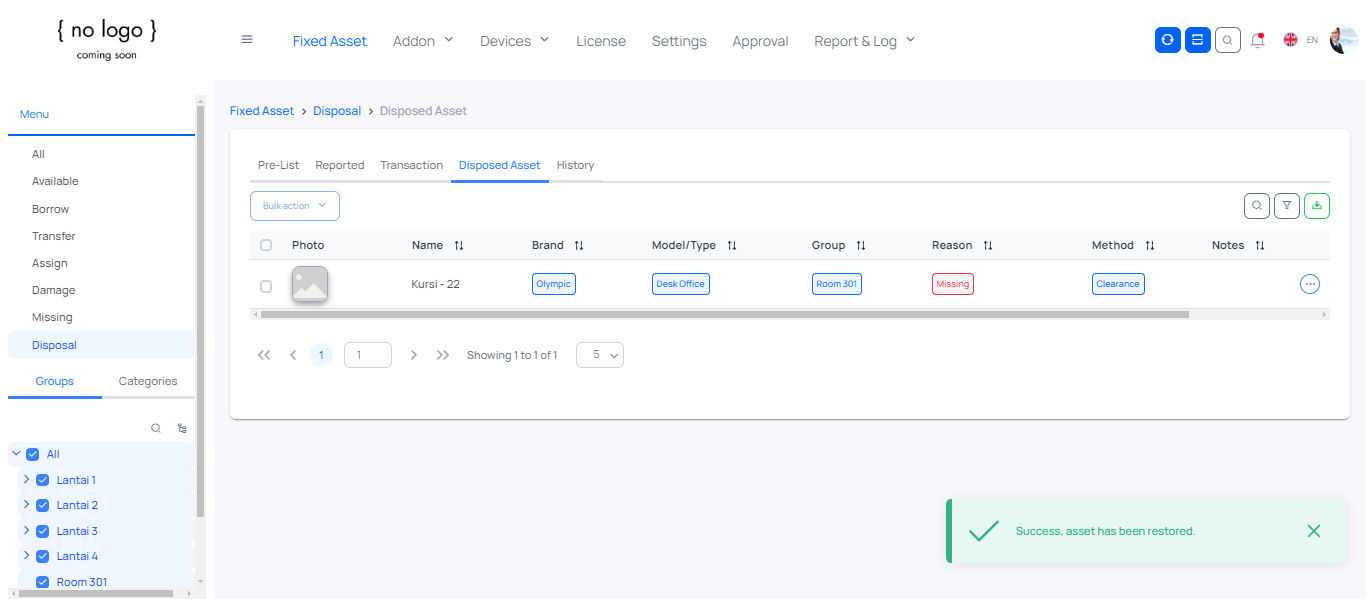 { no logo }
coming soon
Fixed Asset Addon Devices License Settings Approval Report & Log EN
Menu
All
Available
Borrow
Transfer
Assign
Damage
Missing
Disposal
Groups Categories
All
Lantai 1
Lantai 2
Lantai 3
Lantai 4
Room 301
Fixed Asset > Disposal > Disposed Asset
Pre-List Reported Transaction Disposed Asset History
Bulk action
Photo Name Brand Model/Type Group Reason Method Notes
Kursi - 22 Olympic Desk Office Room 301 Missing Clearance
1 1 Showing 1 to 1 of 1 5
Success, asset has been restored.